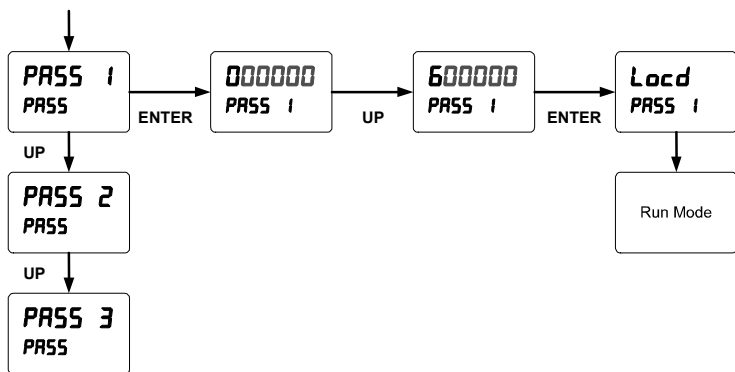 PASS 1
PASS
ENTER
000000
PASS 1
UP
600000
PASS 1
ENTER
Locd
PASS 1
Run Mode
UP
PASS 2
PASS
UP
PASS 3
PASS